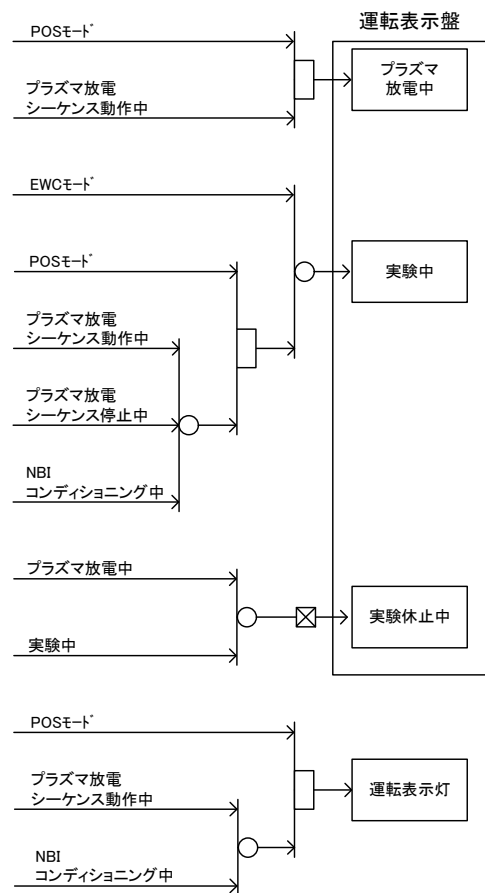 運転表示盤
POSﾓｰﾄﾞ
プラズマ放電
シーケンス動作中
プラズマ
放電中
EWCﾓｰﾄﾞ
POSﾓｰﾄﾞ
プラズマ放電
シーケンス動作中
プラズマ放電
シーケンス停止中
NBI
コンディショニング中
実験中
プラズマ放電中
実験中
実験休止中
POSﾓｰﾄﾞ
プラズマ放電
シーケンス動作中
NBI
コンディショニング中
運転表示灯